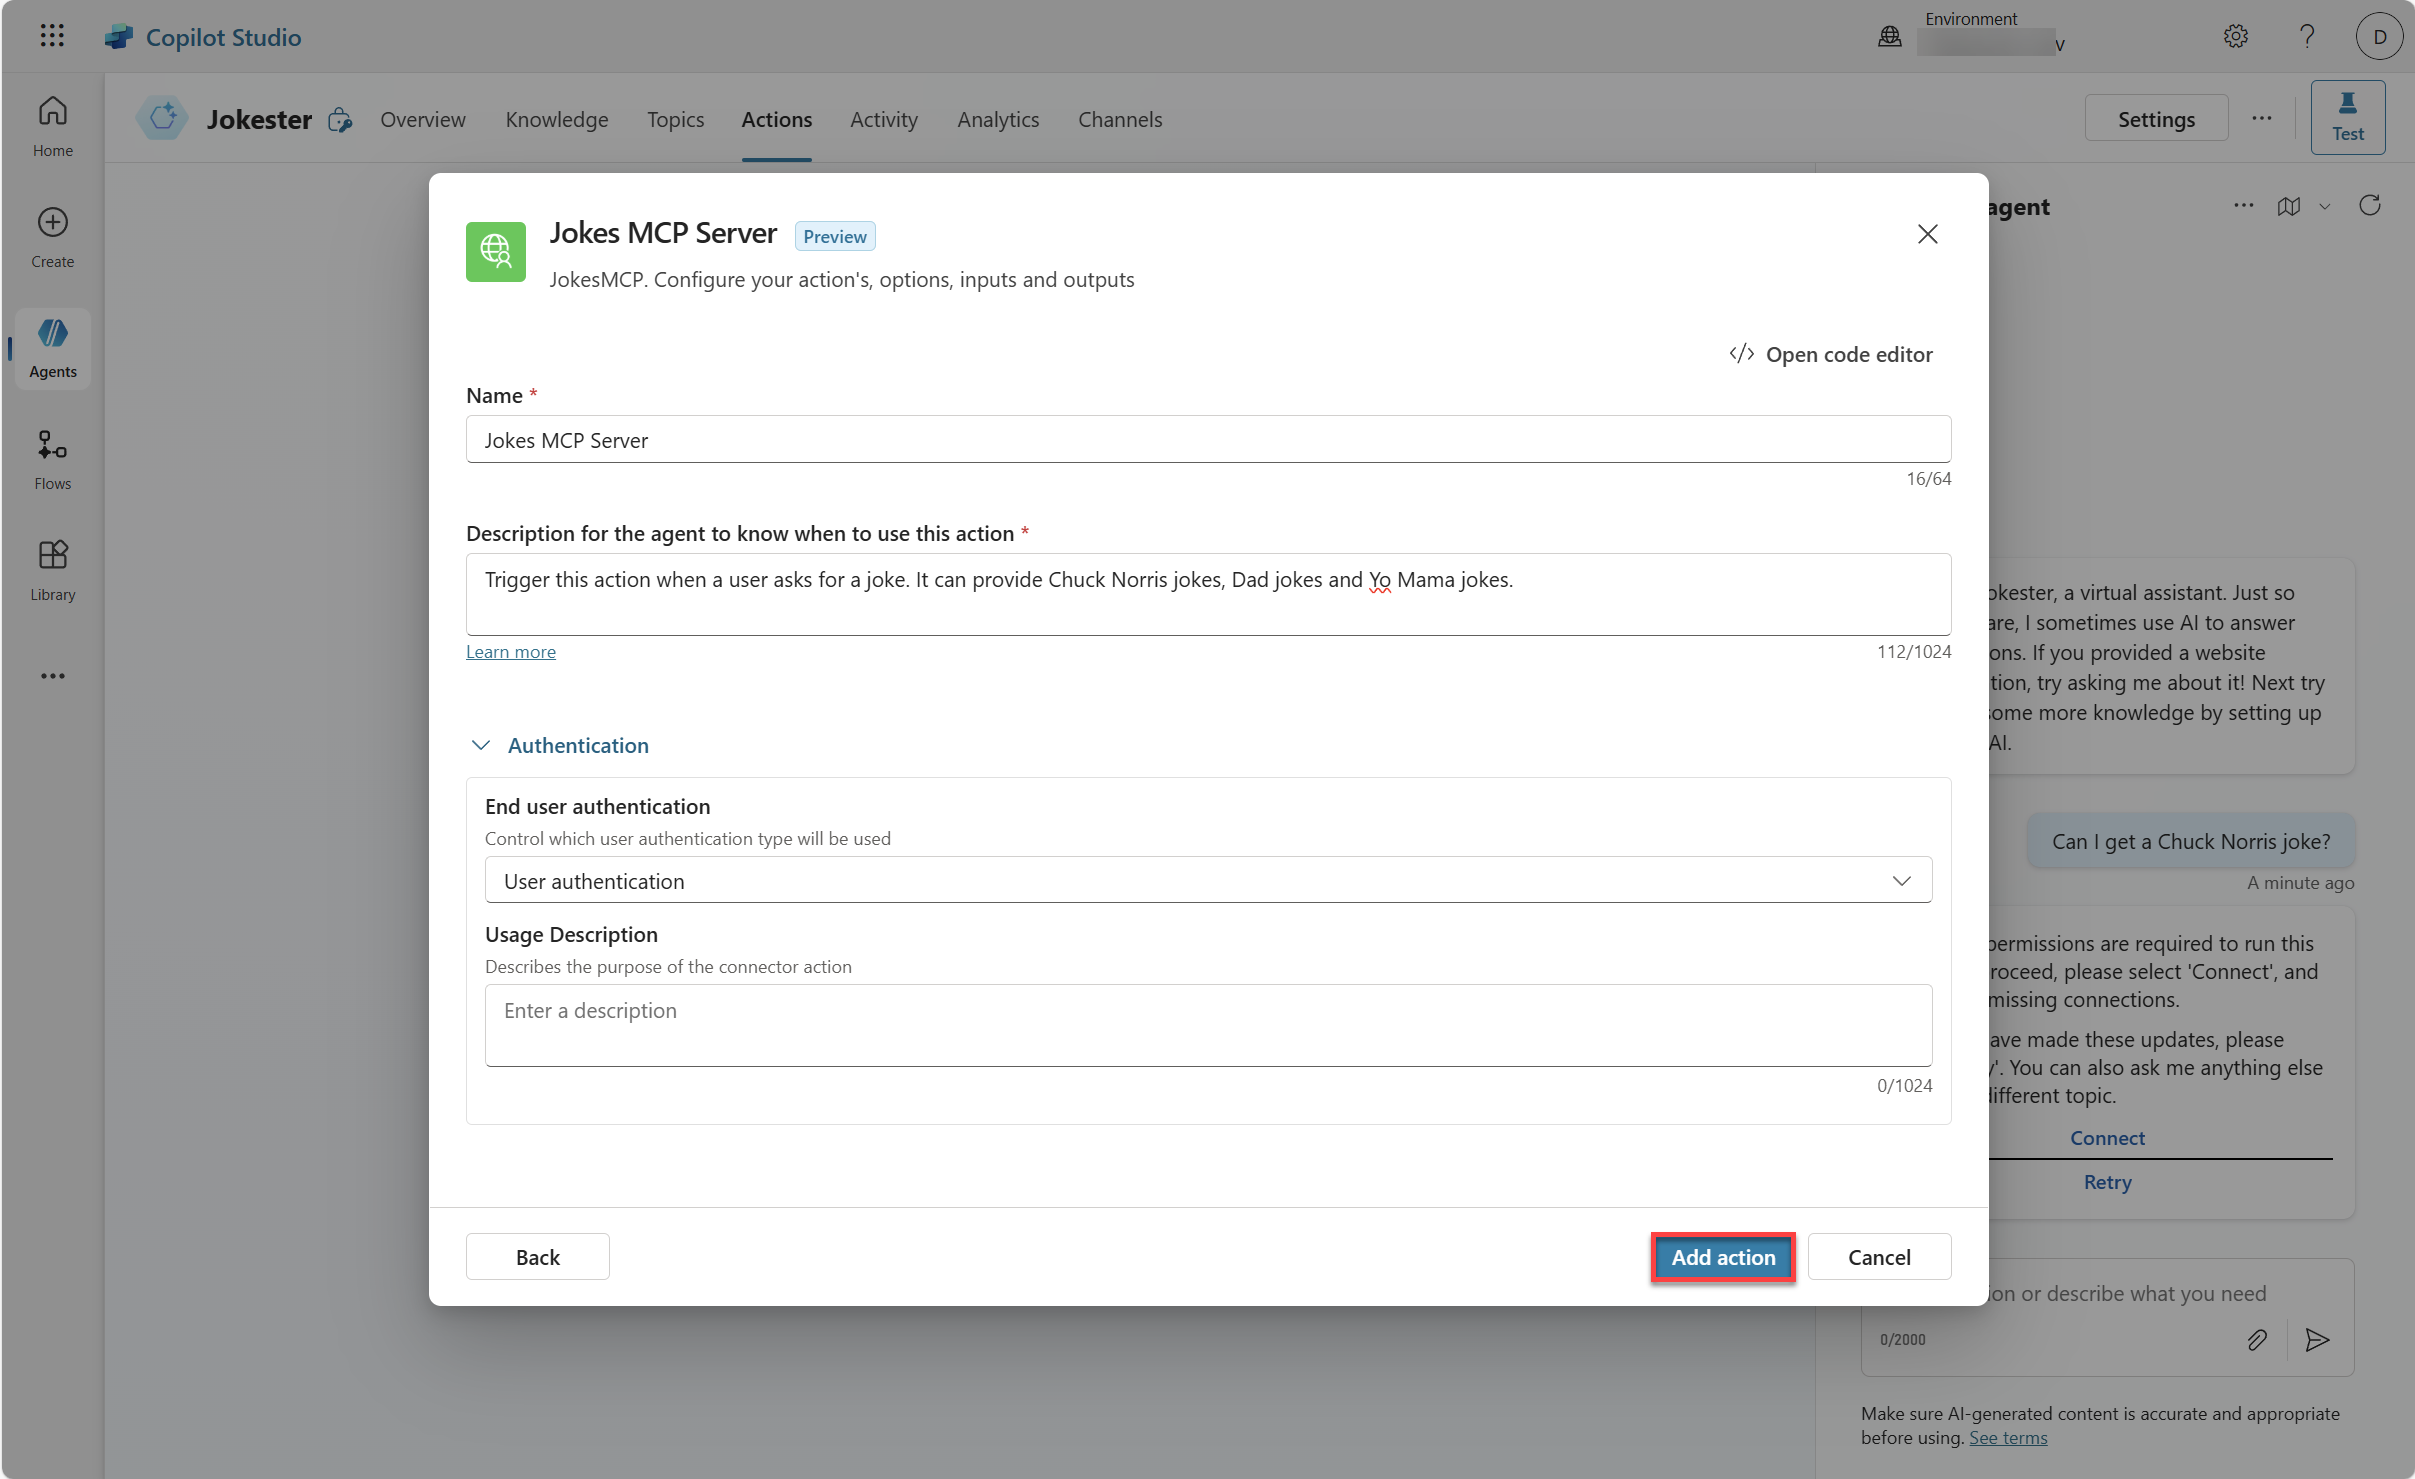 Copilot Studio
Environment
v
?
D
Home
Create
Agents
Flows
Library
Jokester
Overview
Knowledge
Topics
Actions
Activity
Analytics
Channels
Settings
Test
Jokes MCP Server
Preview
JokesMCP. Configure your action's, options, inputs and outputs
</> Open code editor
Name *
Jokes MCP Server
16/64
Description for the agent to know when to use this action *
Trigger this action when a user asks for a joke. It can provide Chuck Norris jokes, Dad jokes and Yo Mama jokes.
Learn more
112/1024
Authentication
End user authentication
Control which user authentication type will be used
User authentication
Usage Description
Describes the purpose of the connector action
Enter a description
0/1024
Back
Add action
Cancel
agent
okester, a virtual assistant. Just so
are, I sometimes use AI to answer
ons. If you provided a website
tion, try asking me about it! Next try
some more knowledge by setting up
AI.
Can I get a Chuck Norris joke?
A minute ago
permissions are required to run this
roceed, please select 'Connect', and
missing connections.
ave made these updates, please
y'. You can also ask me anything else
different topic.
Connect
Retry
ion or describe what you need
0/2000
Make sure AI-generated content is accurate and appropriate
before using. See terms